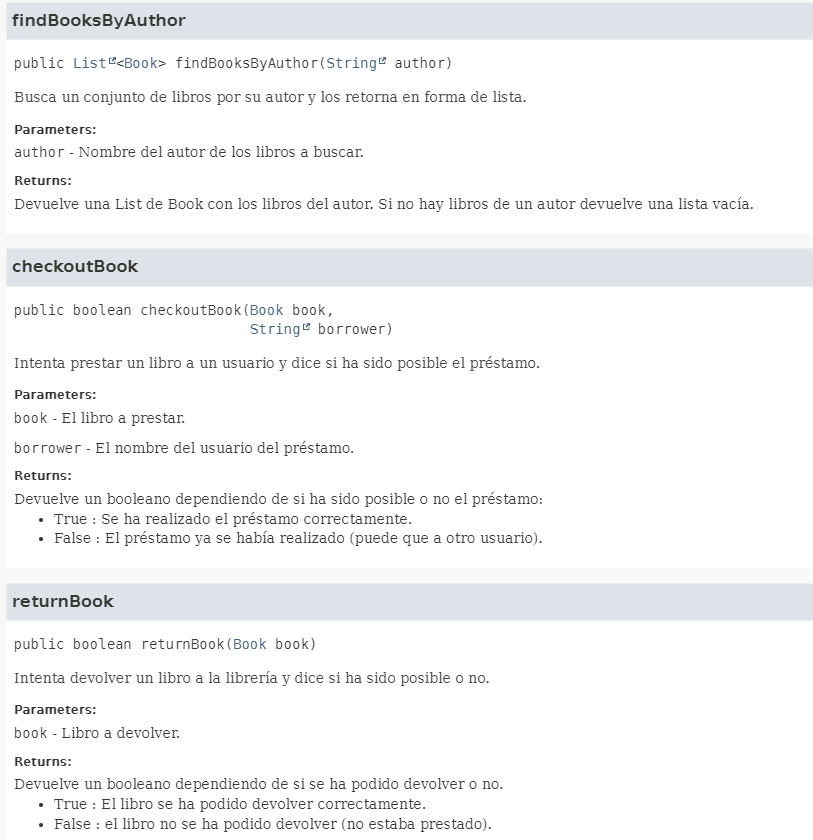 findBooksByAuthor
public List<Book> findBooksByAuthor(String author)
Busca un conjunto de libros por su autor y los retorna en forma de lista.
Parameters:
author - Nombre del autor de los libros a buscar.
Returns:
Devuelve una List de Book con los libros del autor. Si no hay libros de un autor devuelve una lista vacía.
checkoutBook
public boolean checkoutBook(Book book,
String borrower)
Intenta prestar un libro a un usuario y dice si ha sido posible el préstamo.
Parameters:
book - El libro a prestar.
borrower - El nombre del usuario del préstamo.
Returns:
Devuelve un booleano dependiendo de si ha sido posible o no el préstamo:
• True : Se ha realizado el préstamo correctamente.
• False : El préstamo ya se había realizado (puede que a otro usuario).
returnBook
public boolean returnBook(Book book)
Intenta devolver un libro a la librería y dice si ha sido posible o no.
Parameters:
book - Libro a devolver.
Returns:
Devuelve un booleano dependiendo de si se ha podido devolver o no.
• True : El libro se ha podido devolver correctamente.
• False : el libro no se ha podido devolver (no estaba prestado).